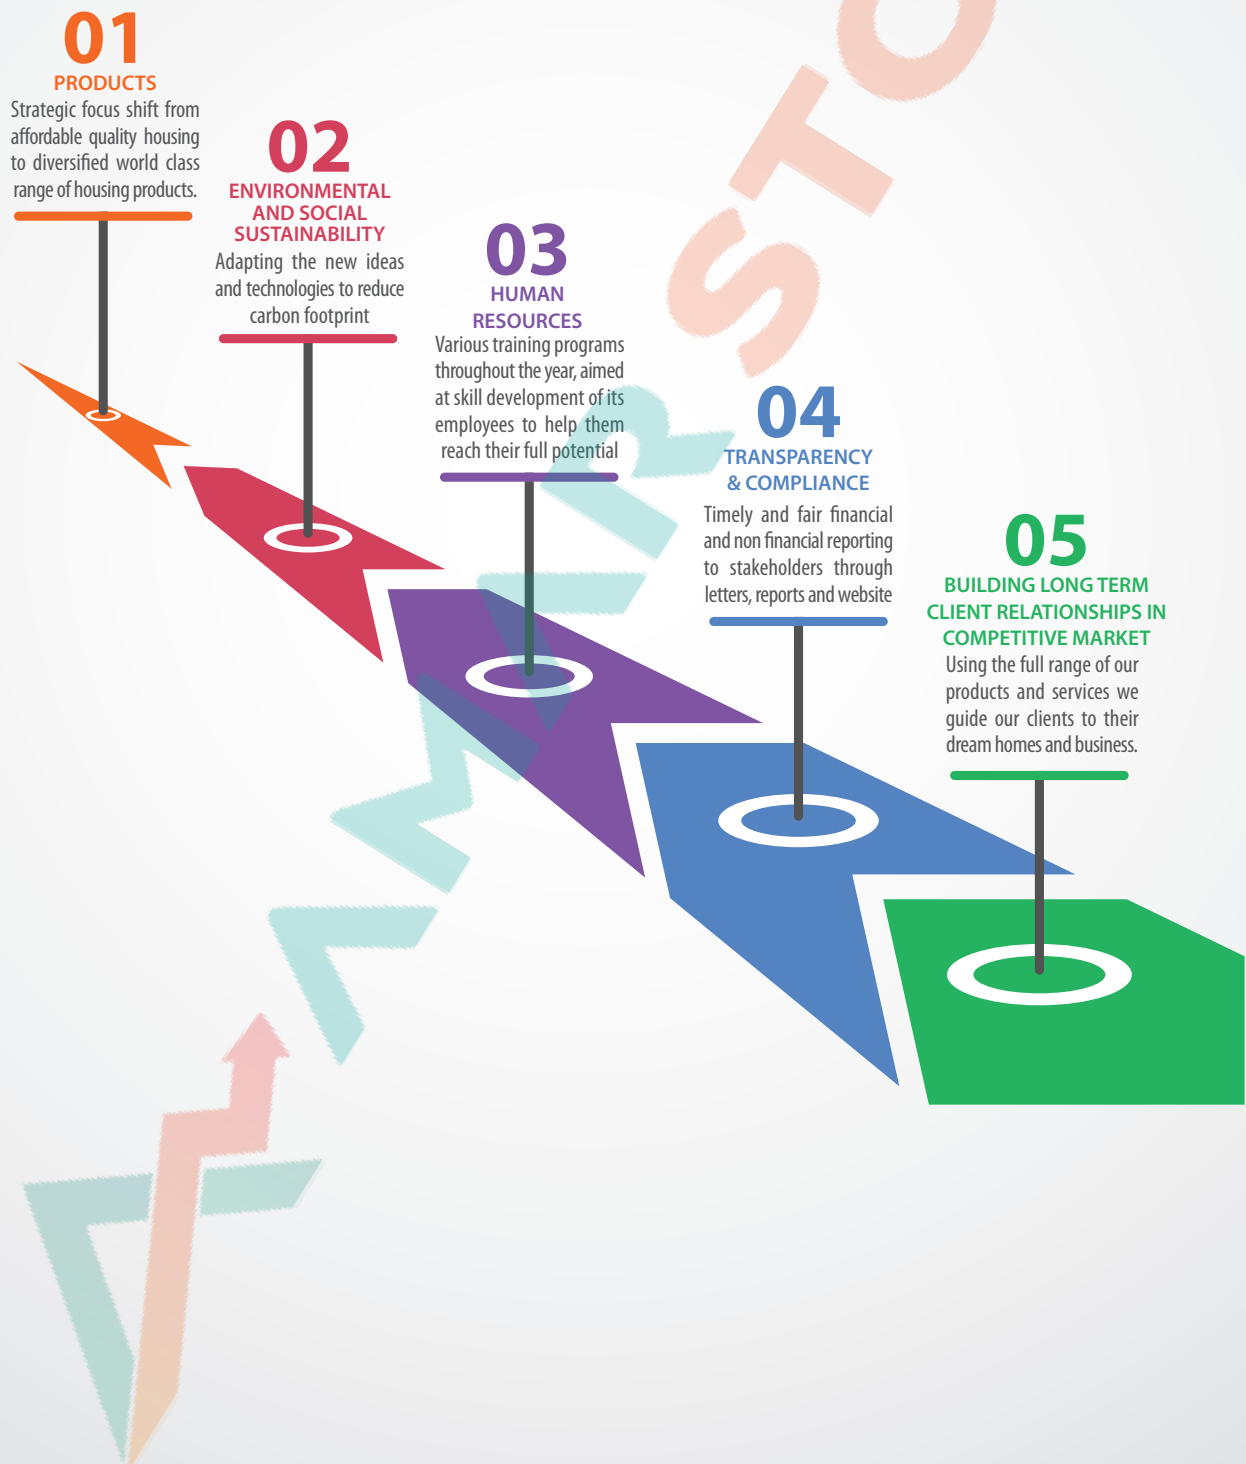 01
PRODUCTS
Strategic focus shift from
affordable quality housing
to diversified world class
range of housing products.
02
ENVIRONMENTAL
AND SOCIAL
SUSTAINABILITY
Adapting the new ideas
and technologies to reduce
carbon footprint
03
HUMAN
RESOURCES
Various training programs
throughout the year, aimed
at skill development of its
employees to help them
reach their full potential
04
TRANSPARENCY
& COMPLIANCE
Timely and fair financial
and non financial reporting
to stakeholders through
letters, reports and website
05
BUILDING LONG TERM
CLIENT RELATIONSHIPS IN
COMPETITIVE MARKET
Using the full range of our
products and services we
guide our clients to their
dream homes and business.